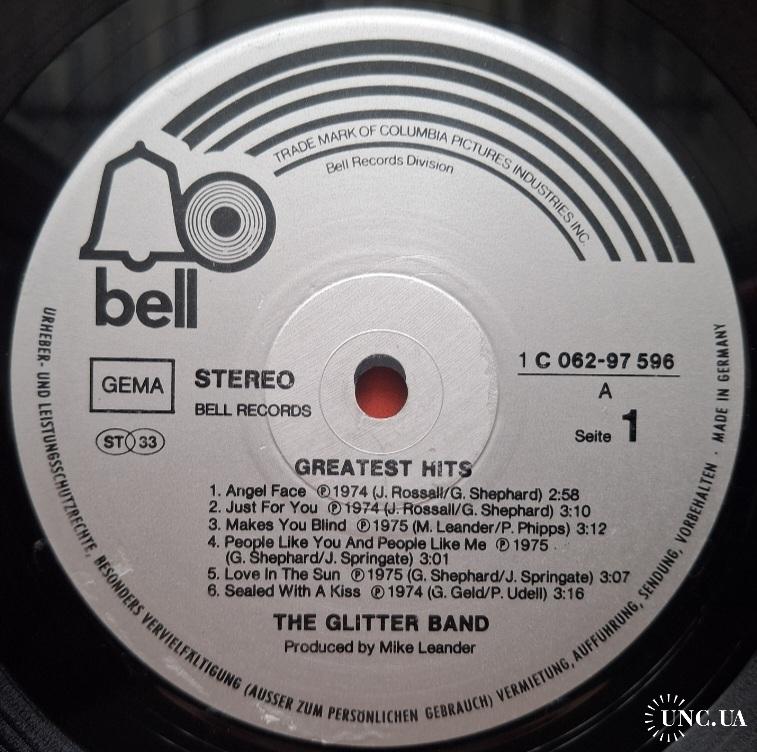 TRADE MARK OF COLUMBIA PICTURES INDUSTRIES INC.
Bell Records Division
bell
GEMA
STEREO
BELL RECORDS
ST 33
1 C 062-97 596
A
Seite 1
GREATEST HITS
1. Angel Face ℗ 1974 (J. Rossall/G. Shephard) 2:58
2. Just For You ℗ 1974 (J. Rossall/G. Shephard) 3:10
3. Makes You Blind ℗ 1975 (M. Leander/P. Phipps) 3:12
4. People Like You And People Like Me ℗ 1975
(G. Shephard/J. Springate) 3:01
5. Love In The Sun ℗ 1975 (G. Shephard/J. Springate) 3:07
6. Sealed With A Kiss ℗ 1974 (G. Geld/P. Udell) 3:16
THE GLITTER BAND
Produced by Mike Leander
URHEBER- UND LEISTUNGSSCHUTZRECHTE, BESONDERS VERVIELFÄLTIGUNG (AUSSER ZUM PERSÖNLICHEN GEBRAUCH) VERMIETUNG, AUFFÜHRUNG, SENDUNG, VORBEHALTEN · MADE IN GERMANY
UNC.UA